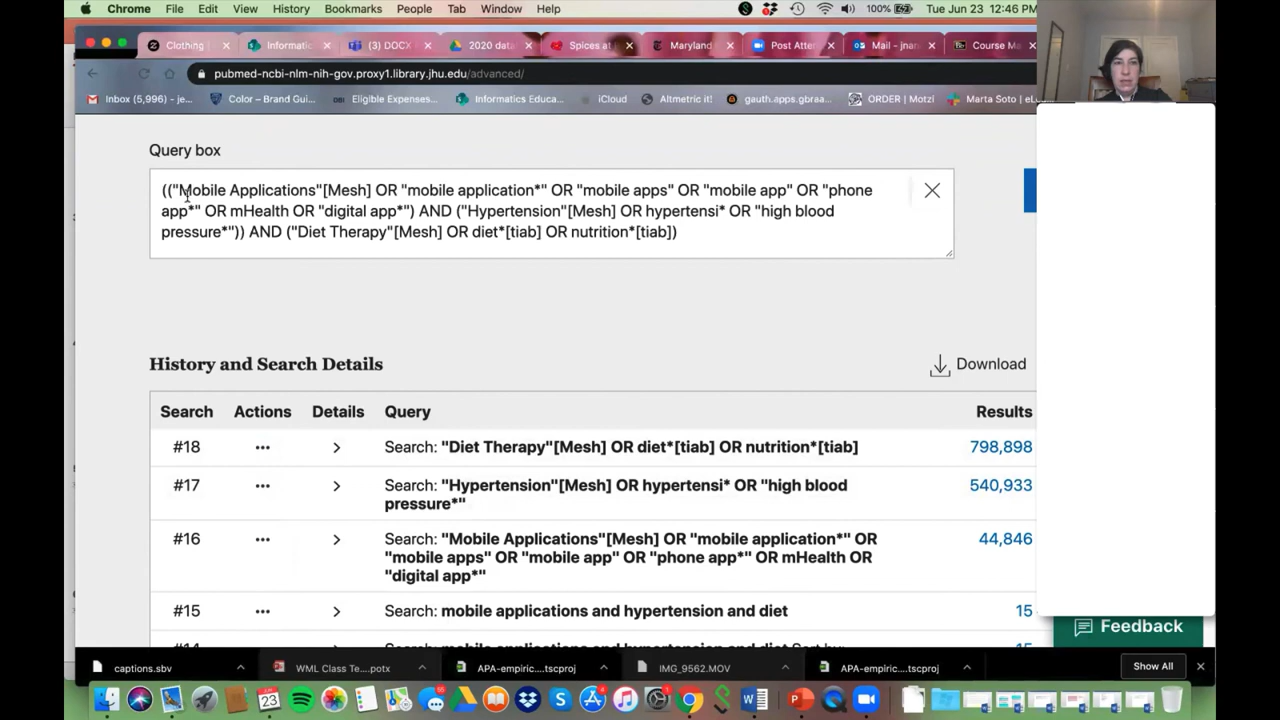 Chrome File Edit View History Bookmarks People Tab Window Help 100% Tue Jun 23 12:46 PM
Clothing (3) DOCX 2020 data Spices at Maryland Post Atten Mail - jnar Course Ma
Informatic
pubmed-ncbi-nlm-nih-gov.proxy1.library.jhu.edu/advanced/
Inbox (5,996) - je... Color – Brand Gui... Eligible Expenses... Informatics Educa... iCloud Altmetric it! gauth.apps.gbraa... ORDER | Motzi Marta Soto (eLea
Query box
(("Mobile Applications"[Mesh] OR "mobile application*" OR "mobile apps" OR "mobile app" OR "phone
app*" OR mHealth OR "digital app*") AND ("Hypertension"[Mesh] OR hypertensi* OR "high blood
pressure*")) AND ("Diet Therapy"[Mesh] OR diet*[tiab] OR nutrition*[tiab])
History and Search Details
Download
Search Actions Details Query Results
#18 ... > Search: "Diet Therapy"[Mesh] OR diet*[tiab] OR nutrition*[tiab] 798,898
#17 ... > Search: "Hypertension"[Mesh] OR hypertensi* OR "high blood 540,933
pressure*"
#16 ... > Search: "Mobile Applications"[Mesh] OR "mobile application*" OR 44,846
"mobile apps" OR "mobile app" OR "phone app*" OR mHealth OR
"digital app*"
#15 ... > Search: mobile applications and hypertension and diet 15
Feedback
captions.sbv WML Class Te....potx APA-empiric....tscproj IMG_9562.MOV APA-empiric....tscproj Show All
23